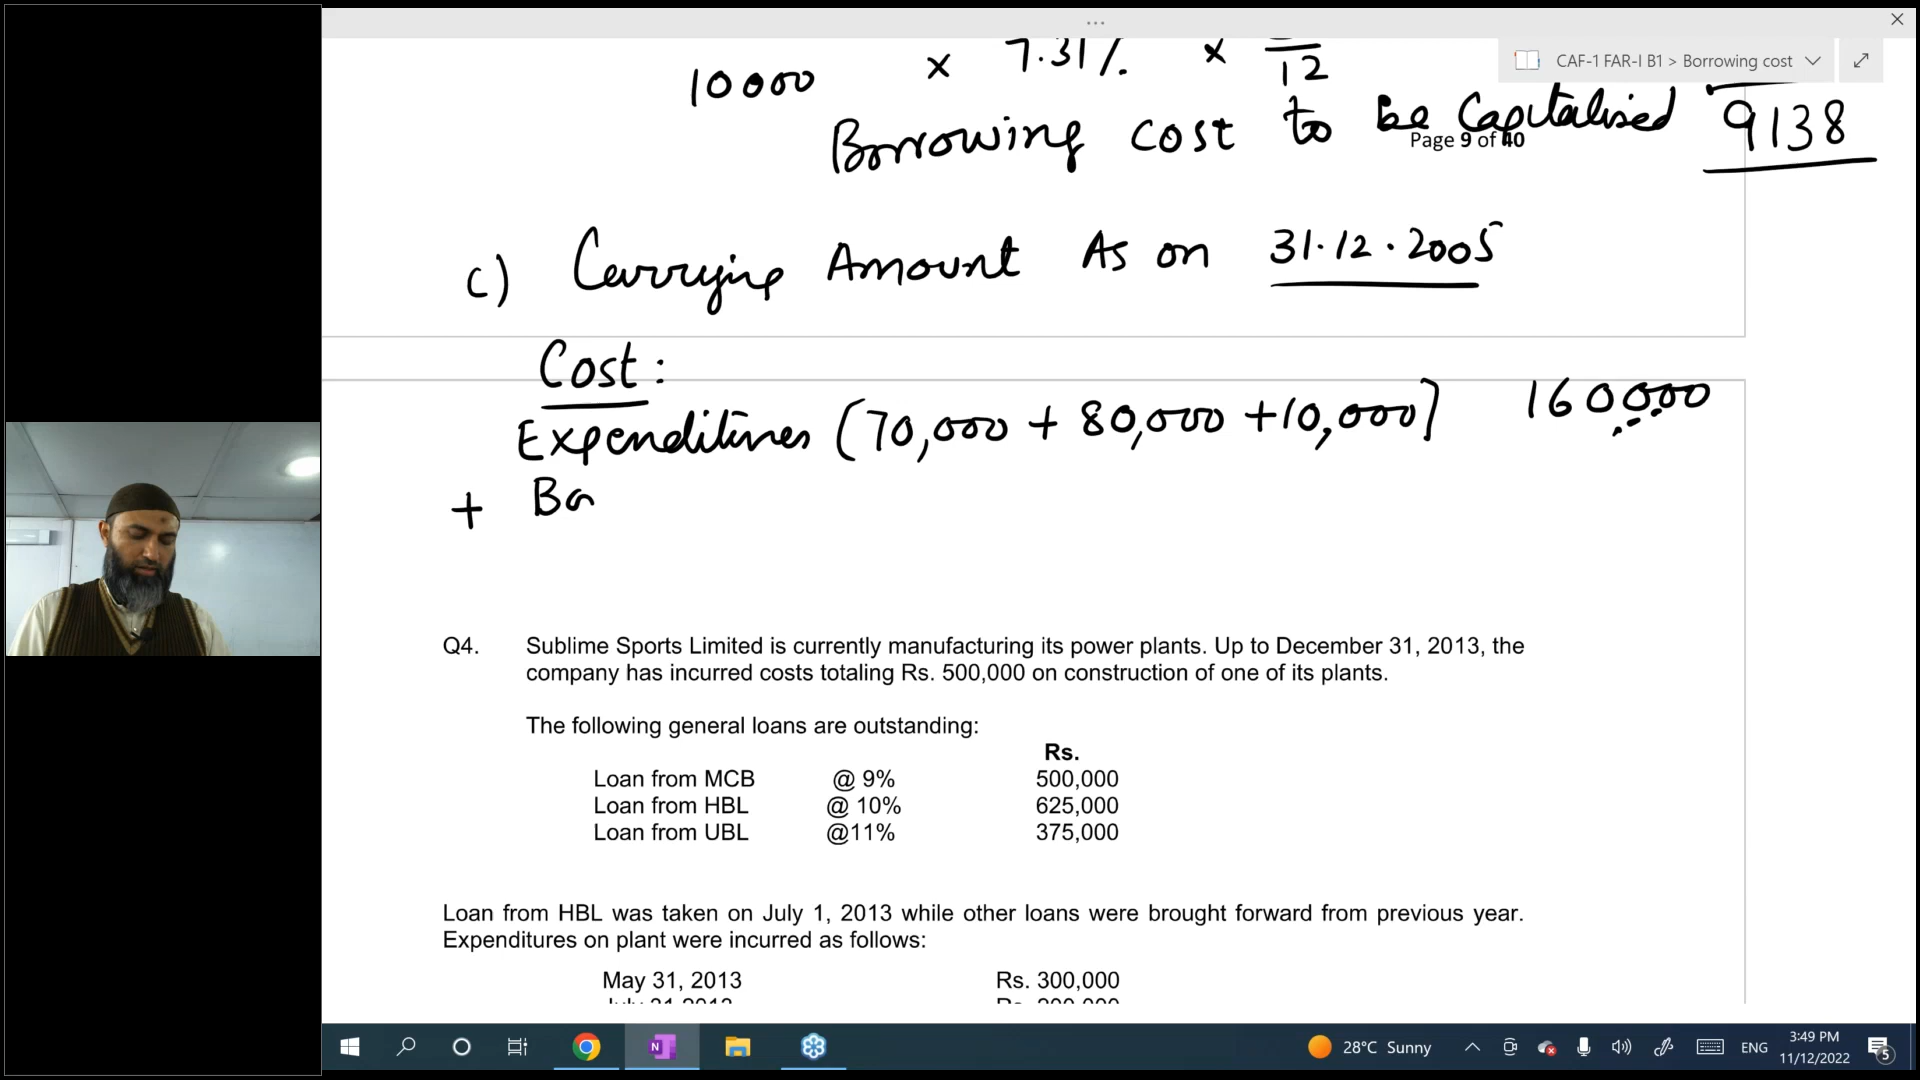 10000 × 7.31% × 12
CAF-1 FAR-I B1 > Borrowing cost
Borrowing cost to be Capitalised 9138
Page 9 of 40
c) Carrying Amount As on 31.12.2005
Cost:
Expenditures (70,000 + 80,000 + 10,000) 160000
+ Bo
Q4. Sublime Sports Limited is currently manufacturing its power plants. Up to December 31, 2013, the
company has incurred costs totaling Rs. 500,000 on construction of one of its plants.
The following general loans are outstanding:
Rs.
Loan from MCB @ 9% 500,000
Loan from HBL @ 10% 625,000
Loan from UBL @11% 375,000
Loan from HBL was taken on July 1, 2013 while other loans were brought forward from previous year.
Expenditures on plant were incurred as follows:
May 31, 2013 Rs. 300,000
28°C Sunny
ENG
3:49 PM
11/12/2022
5